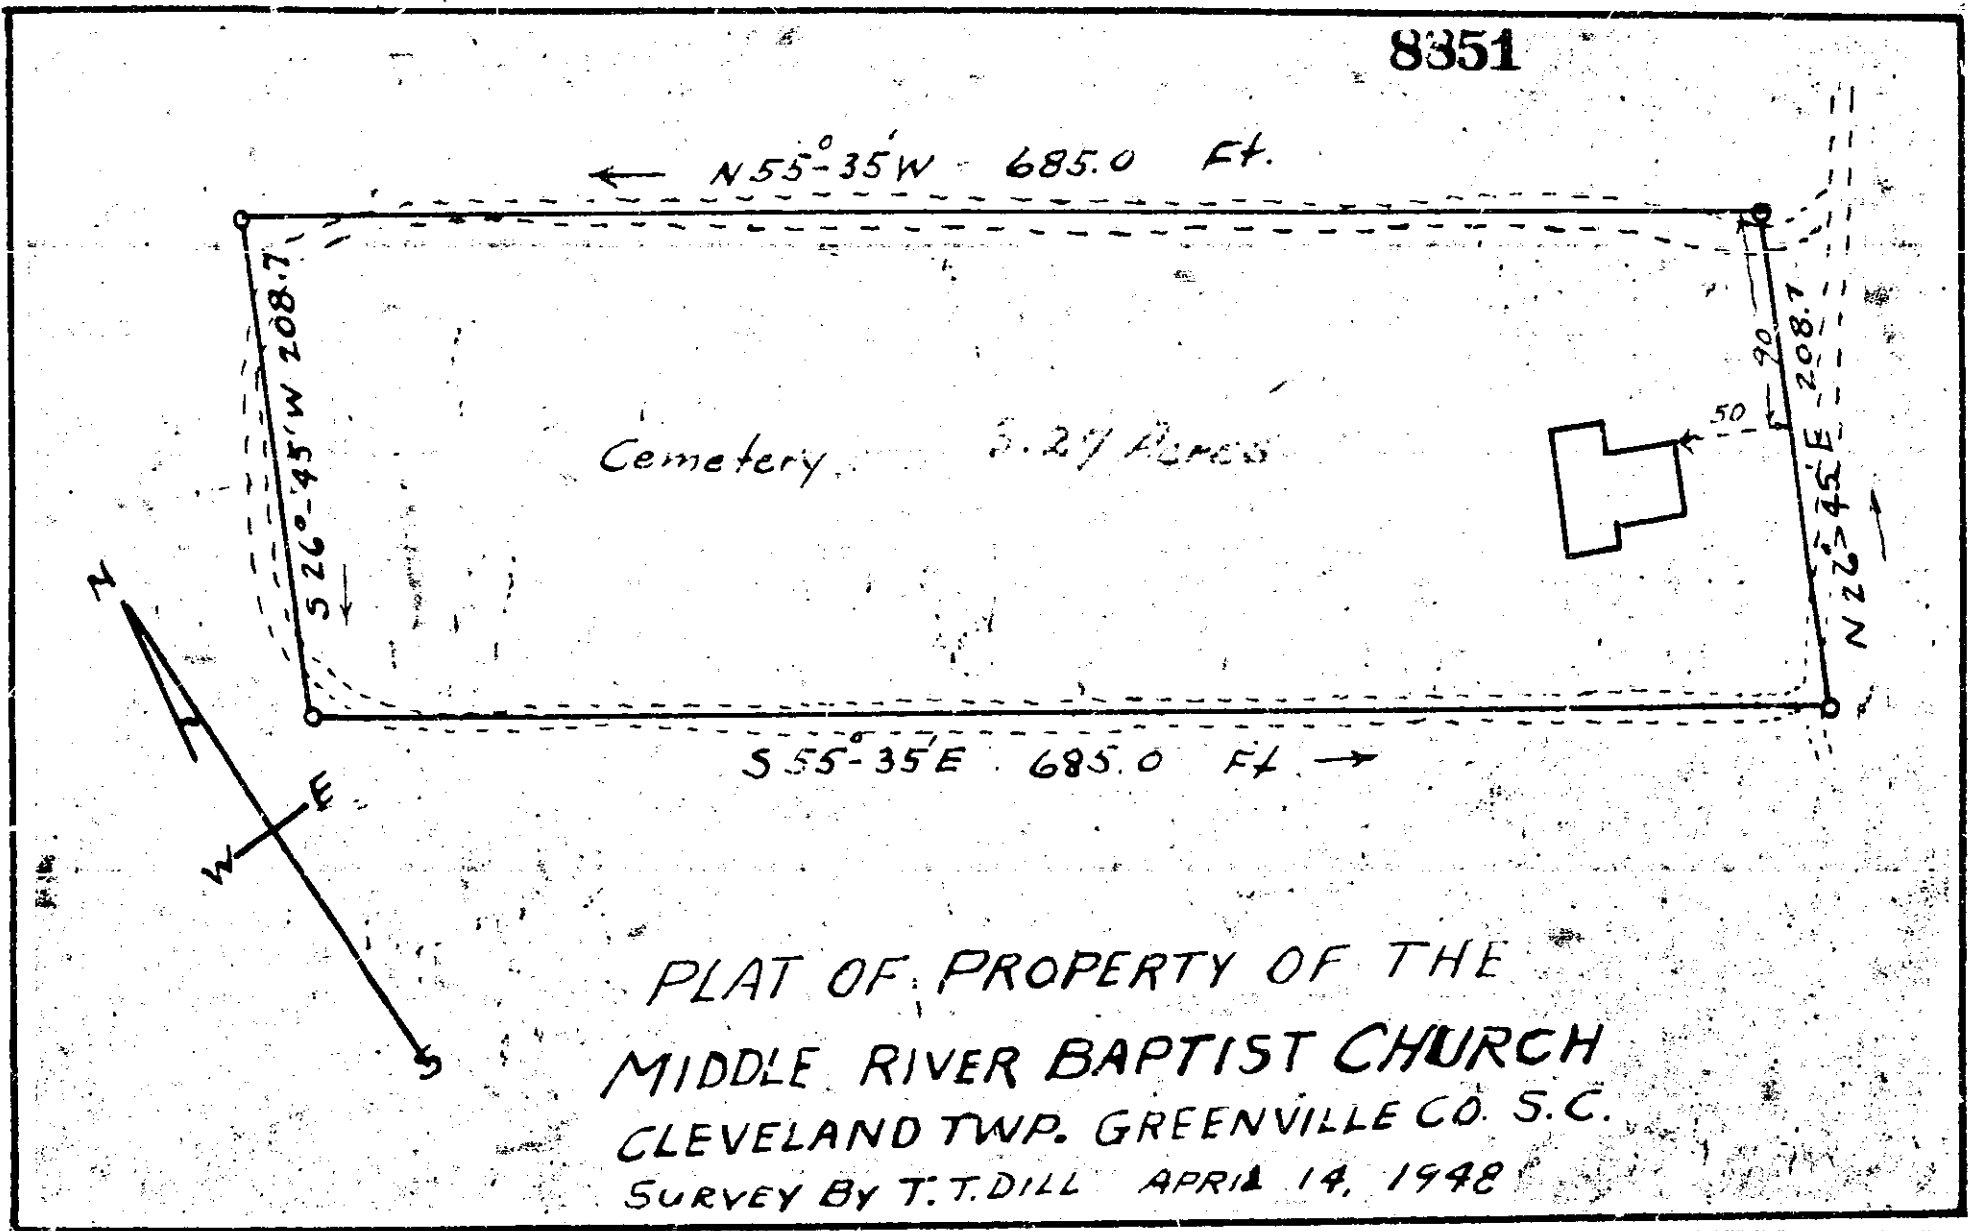 8351
N 55°-35'W 685.0 Ft.
S 26°-45'W 208.7
90
N 26°-45'E 208.7
50
Cemetery
Acres
S 55°-35'E 685.0 Ft.
N
E
W
S
PLAT OF PROPERTY OF THE
MIDDLE RIVER BAPTIST CHURCH
CLEVELAND TWP. GREENVILLE CO. S.C.
SURVEY BY T.T. DILL APRIL 14, 1948